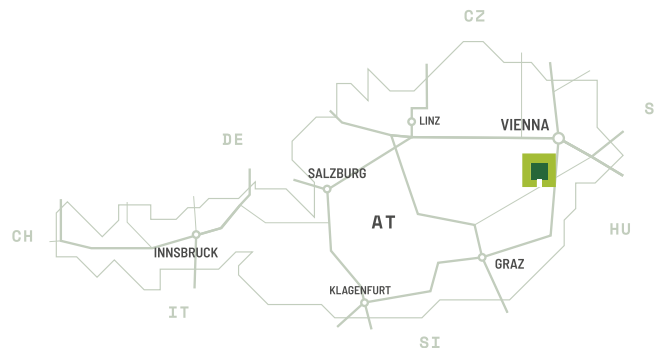 CZ
S
LINZ
VIENNA
DE
SALZBURG
AT
HU
CH
INNSBRUCK
GRAZ
KLAGENFURT
IT
SI